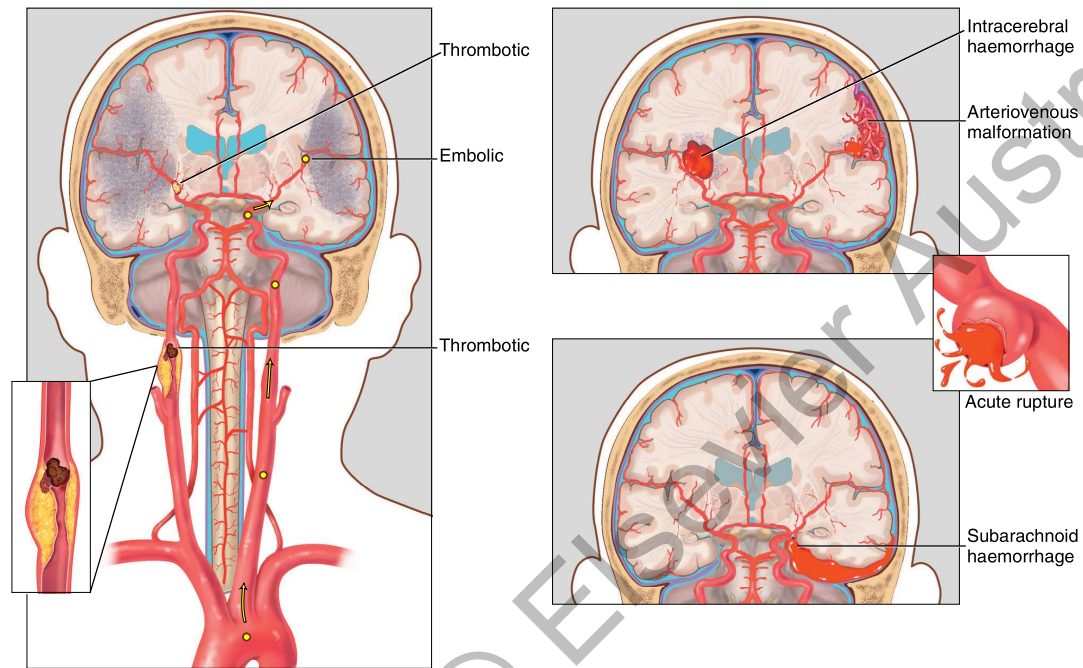 Thrombotic
Embolic
Thrombotic
Intracerebral
haemorrhage
Arteriovenous
malformation
Acute rupture
Subarachnoid
haemorrhage
© Elsevier Austr